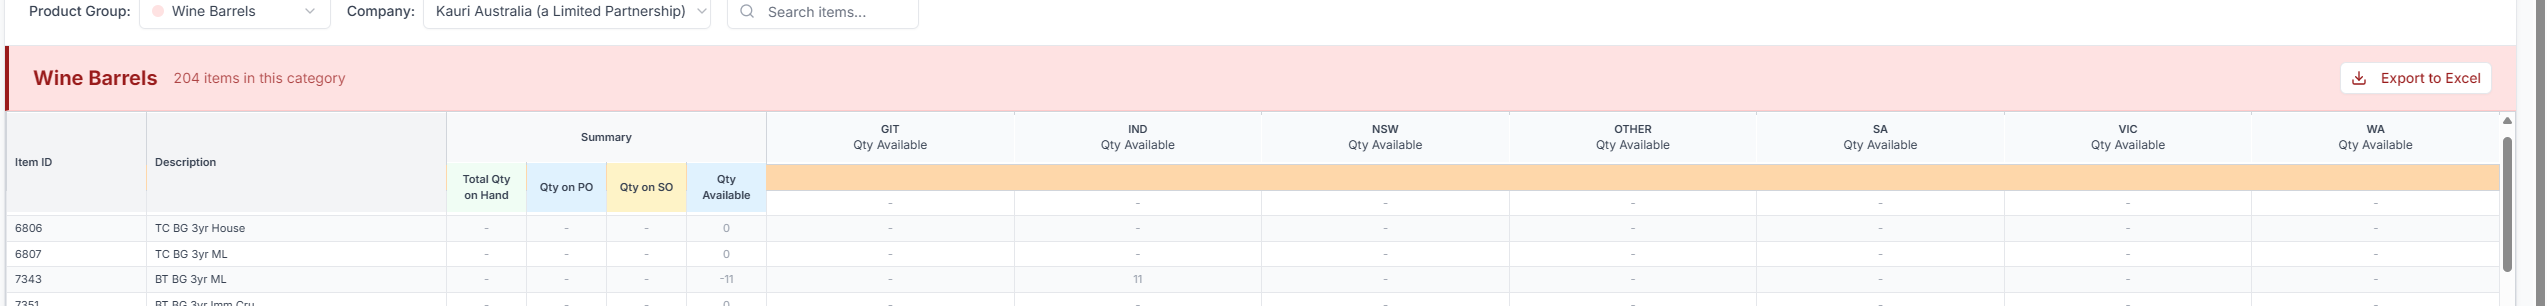 Product Group: Wine Barrels Company: Kauri Australia (a Limited Partnership) Search items...
Wine Barrels 204 items in this category Export to Excel
Item ID Description Summary GIT IND NSW OTHER SA VIC WA
Qty Available Qty Available Qty Available Qty Available Qty Available Qty Available Qty Available
Total Qty on Hand Qty on PO Qty on SO Qty Available
- - - - - - -
6806 TC BG 3yr House - - - 0 - - - - - - -
6807 TC BG 3yr ML - - - 0 - - - - - - -
7343 BT BG 3yr ML - - - -11 - 11 - - - - -
7351 BT BG 3yr Imm Cru - - - 0 - - - - - - -